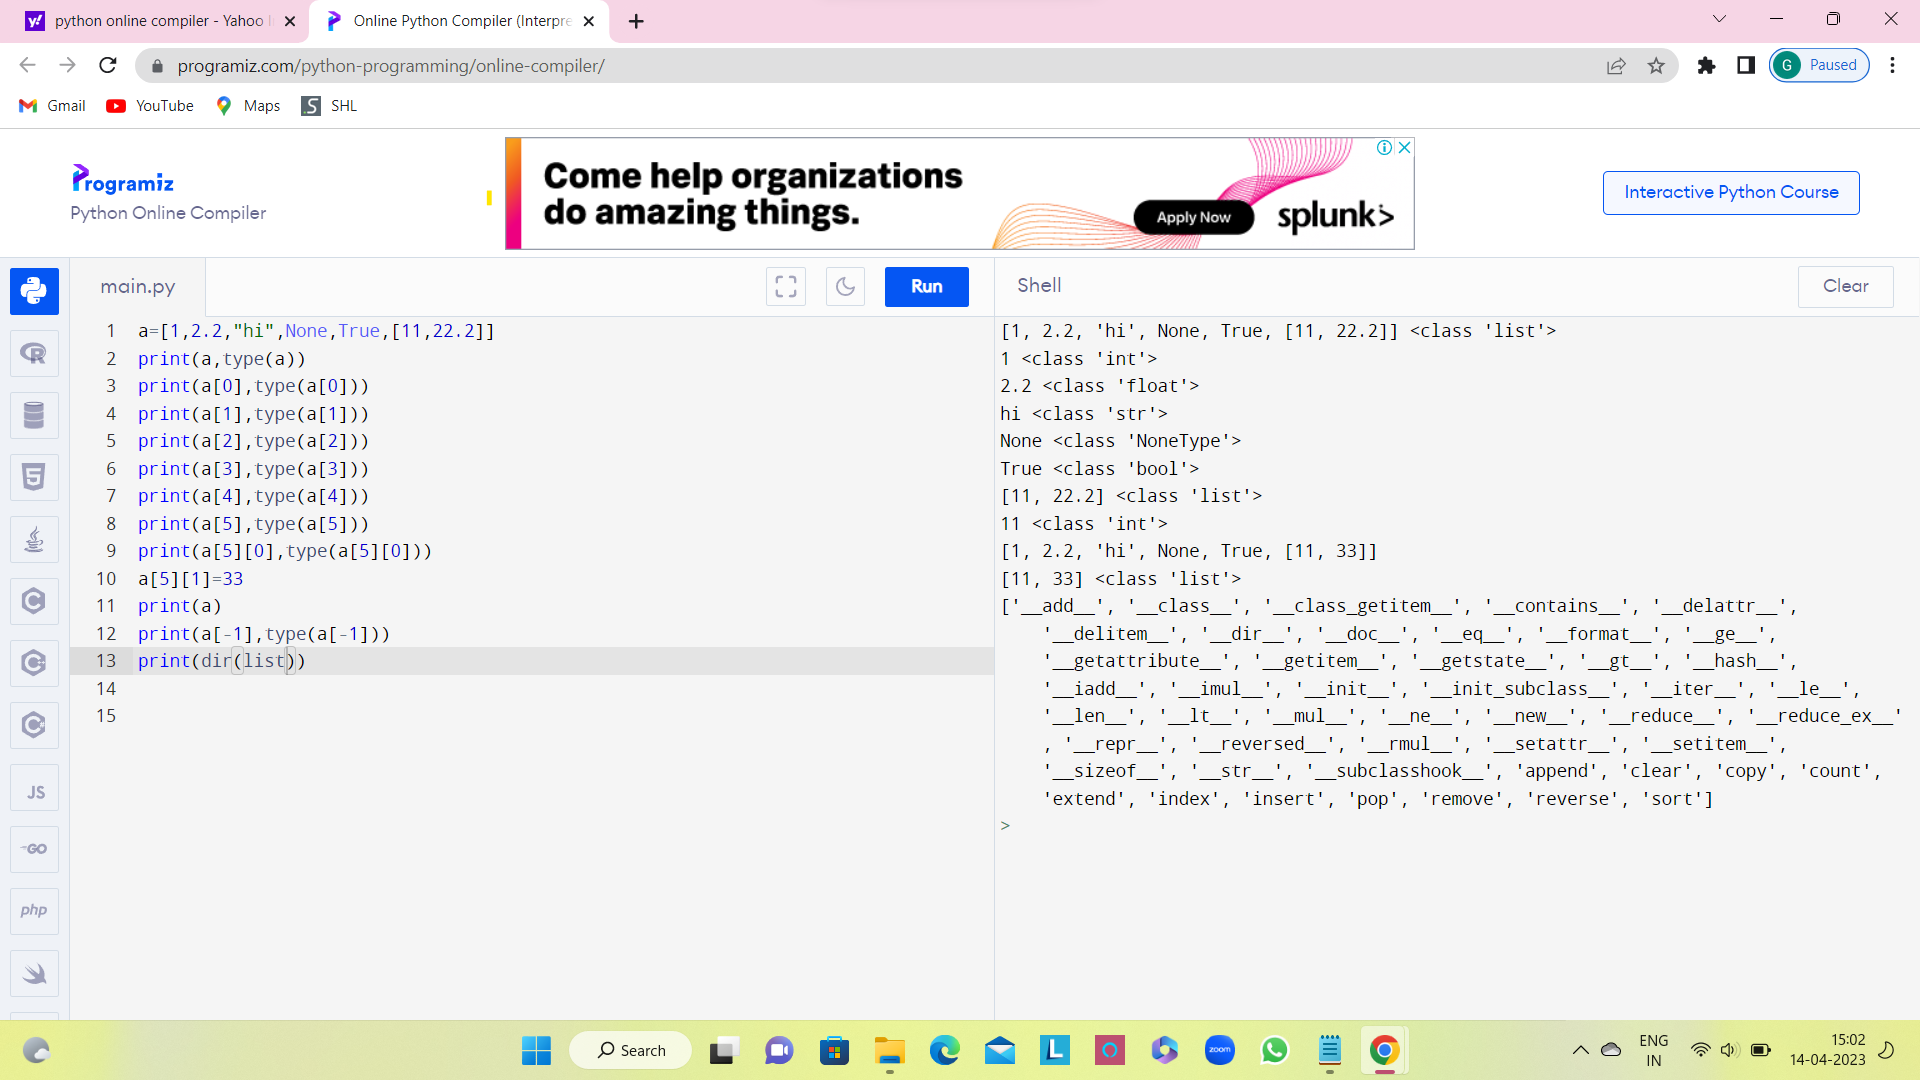 python online compiler - Yahoo
Online Python Compiler (Interpre
programiz.com/python-programming/online-compiler/
G Paused
Gmail YouTube Maps SHL
Programiz
Python Online Compiler
Come help organizations
do amazing things.
Apply Now
splunk>
Interactive Python Course
main.py
Run
Shell
Clear
1 a=[1,2.2,"hi",None,True,[11,22.2]]
2 print(a,type(a))
3 print(a[0],type(a[0]))
4 print(a[1],type(a[1]))
5 print(a[2],type(a[2]))
6 print(a[3],type(a[3]))
7 print(a[4],type(a[4]))
8 print(a[5],type(a[5]))
9 print(a[5][0],type(a[5][0]))
10 a[5][1]=33
11 print(a)
12 print(a[-1],type(a[-1]))
13 print(dir(list))
14
15
[1, 2.2, 'hi', None, True, [11, 22.2]] <class 'list'>
1 <class 'int'>
2.2 <class 'float'>
hi <class 'str'>
None <class 'NoneType'>
True <class 'bool'>
[11, 22.2] <class 'list'>
11 <class 'int'>
[1, 2.2, 'hi', None, True, [11, 33]]
[11, 33] <class 'list'>
['__add__', '__class__', '__class_getitem__', '__contains__', '__delattr__',
'__delitem__', '__dir__', '__doc__', '__eq__', '__format__', '__ge__',
'__getattribute__', '__getitem__', '__getstate__', '__gt__', '__hash__',
'__iadd__', '__imul__', '__init__', '__init_subclass__', '__iter__', '__le__',
'__len__', '__lt__', '__mul__', '__ne__', '__new__', '__reduce__', '__reduce_ex__'
, '__repr__', '__reversed__', '__rmul__', '__setattr__', '__setitem__',
'__sizeof__', '__str__', '__subclasshook__', 'append', 'clear', 'copy', 'count',
'extend', 'index', 'insert', 'pop', 'remove', 'reverse', 'sort']
>
JS
GO
php
Search
zoom
ENG
IN
15:02
14-04-2023